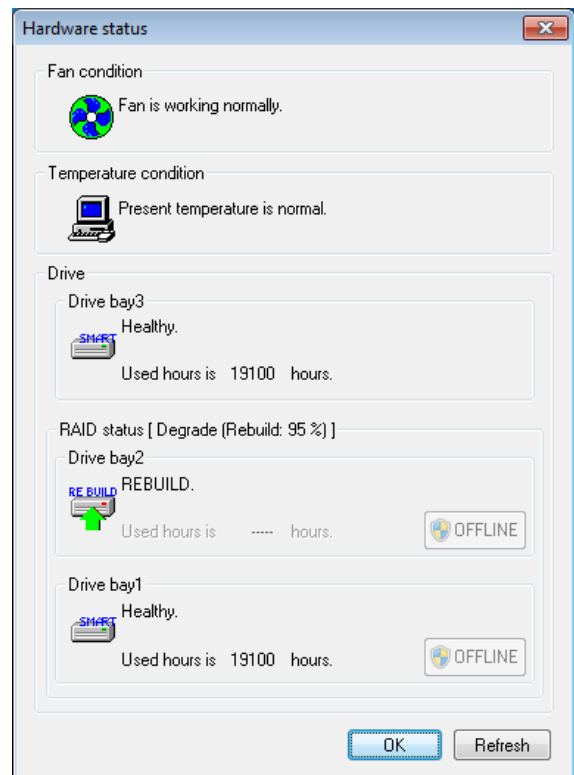 Hardware status
Fan condition
Fan is working normally.
Temperature condition
Present temperature is normal.
Drive
Drive bay3
SMART
Healthy.
Used hours is 19100 hours.
RAID status [ Degrade (Rebuild: 95 %) ]
Drive bay2
RE BUILD
REBUILD.
Used hours is ----- hours.
OFFLINE
Drive bay1
SMART
Healthy.
Used hours is 19100 hours.
OFFLINE
OK
Refresh